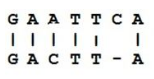 G A A T T C A
| | | | | |
G A C T T - A